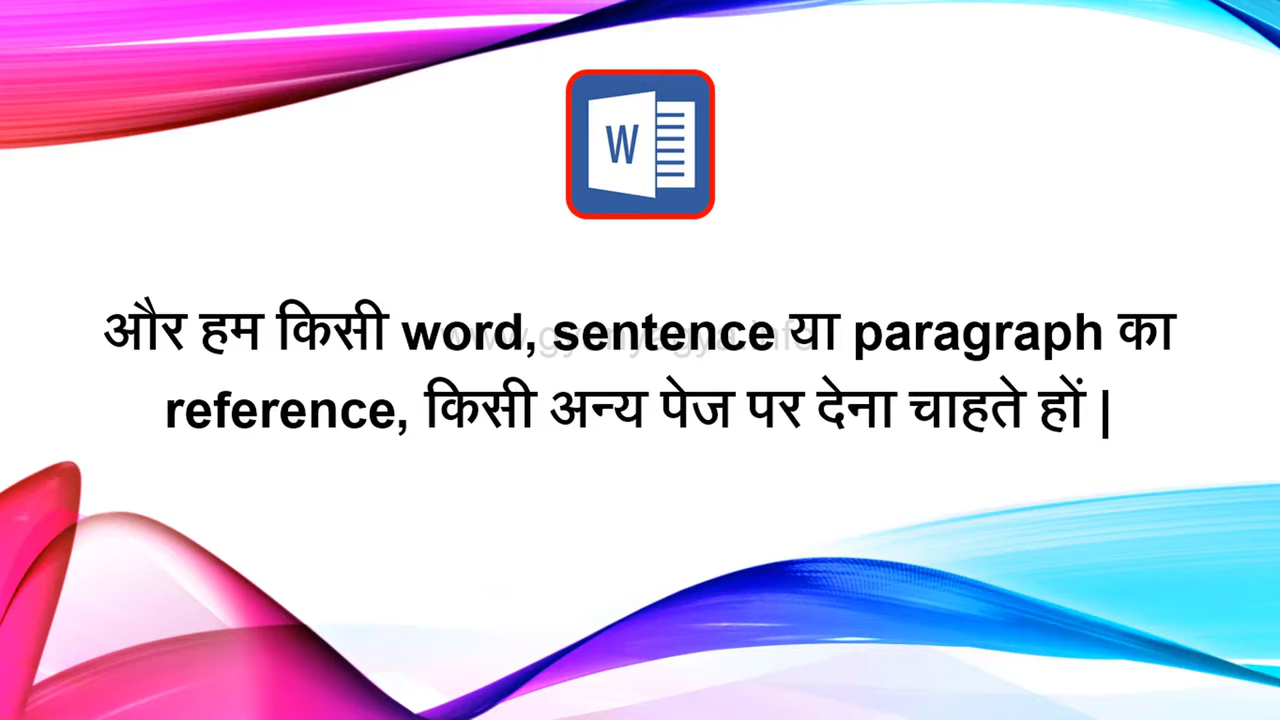 W
और हम किसी word, sentence या paragraph का
reference, किसी अन्य पेज पर देना चाहते हों |